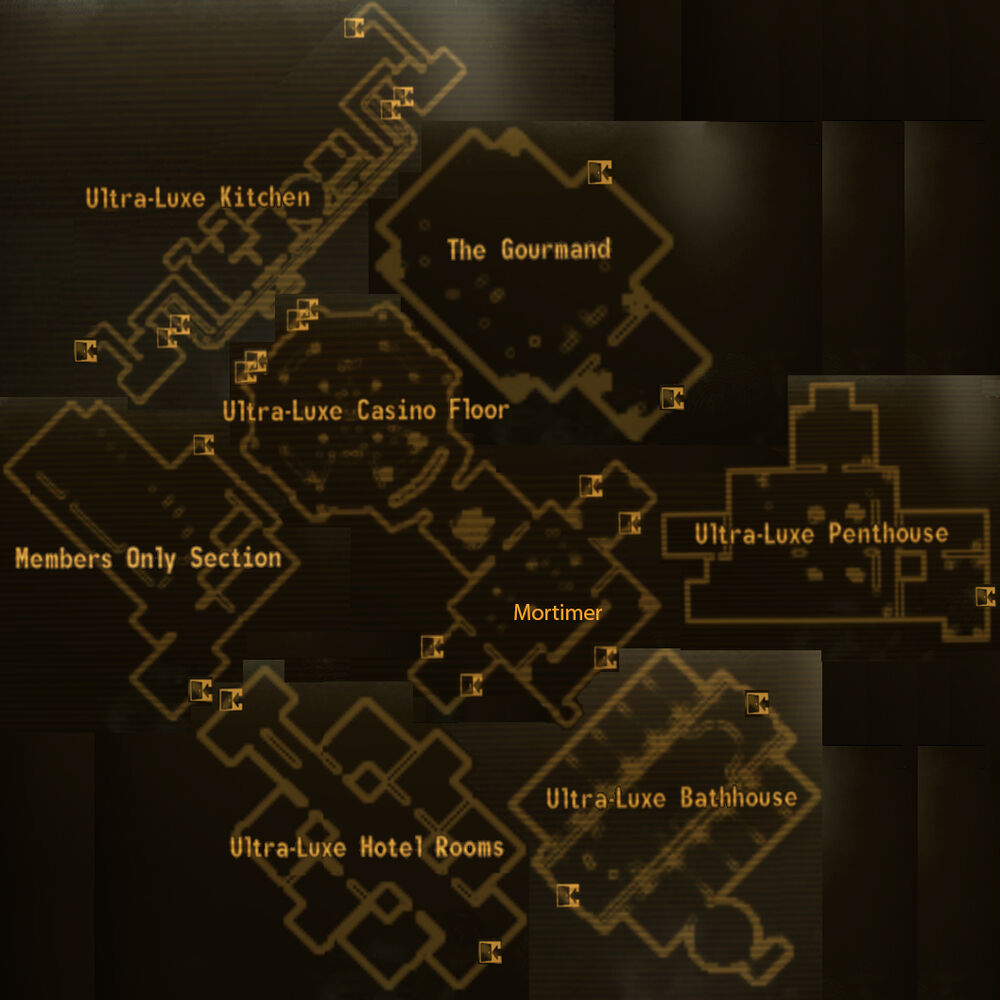 Ultra-Luxe Kitchen
The Gourmand
Ultra-Luxe Casino Floor
Ultra-Luxe Penthouse
Members Only Section
Mortimer
Ultra-Luxe Bathhouse
Ultra-Luxe Hotel Rooms